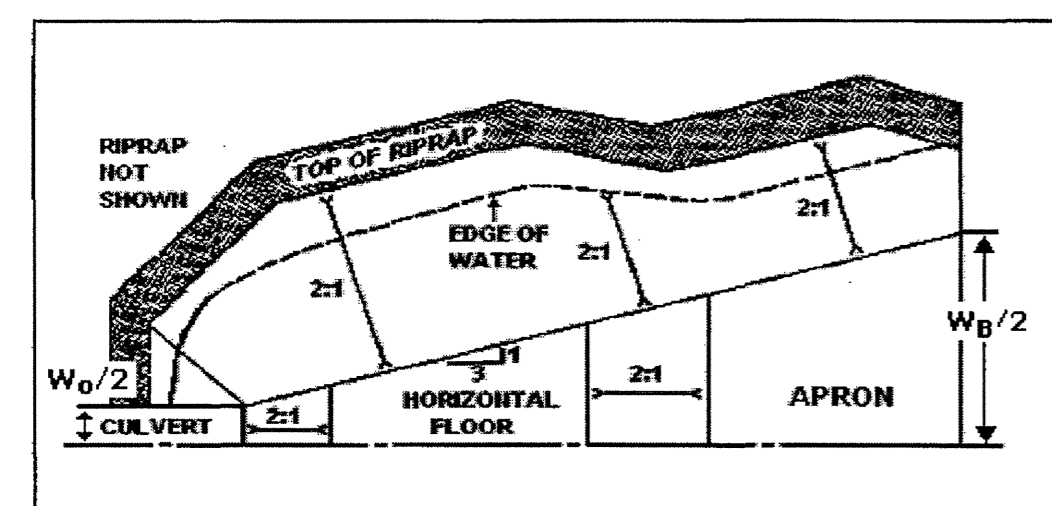 RIPRAP
NOT
SHOWN
TOP OF RIPRAP
EDGE OF
WATER
2:1
2:1
2:1
W₀/2
CULVERT
2:1
1
3
HORIZONTAL
FLOOR
2:1
APRON
W_B/2